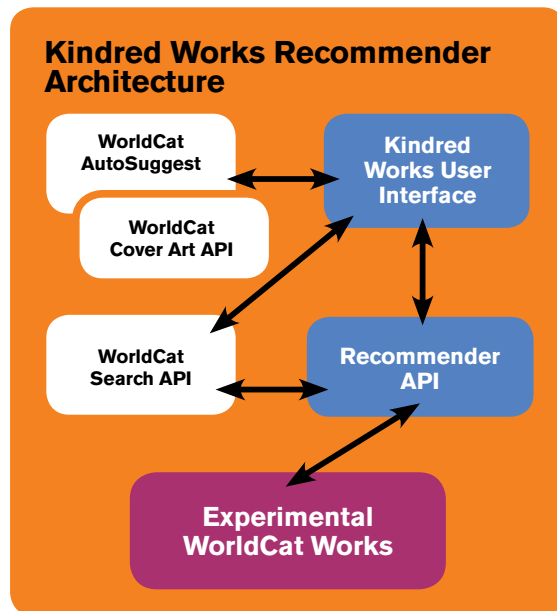 Kindred Works Recommender
Architecture
WorldCat
AutoSuggest
Kindred
Works User
Interface
WorldCat
Cover Art API
WorldCat
Search API
Recommender
API
Experimental
WorldCat Works